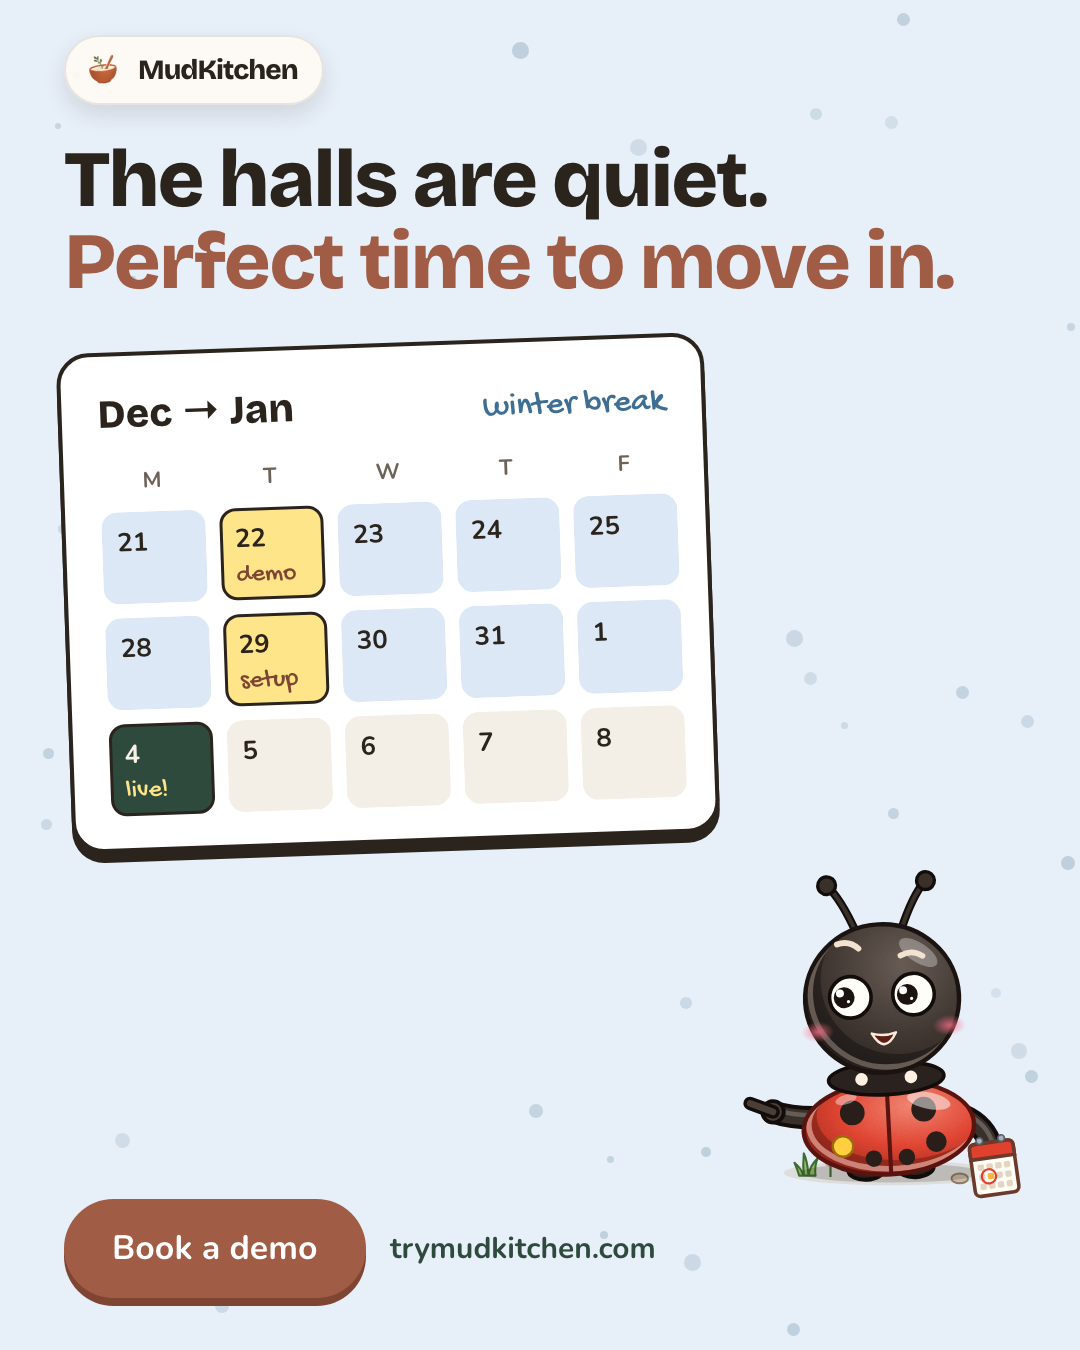 MudKitchen
The halls are quiet.
Perfect time to move in.
Dec → Jan
winter break
M T W T F
21 22 23 24 25
demo
28 29 30 31 1
setup
4 5 6 7 8
live!
Book a demo
trymudkitchen.com